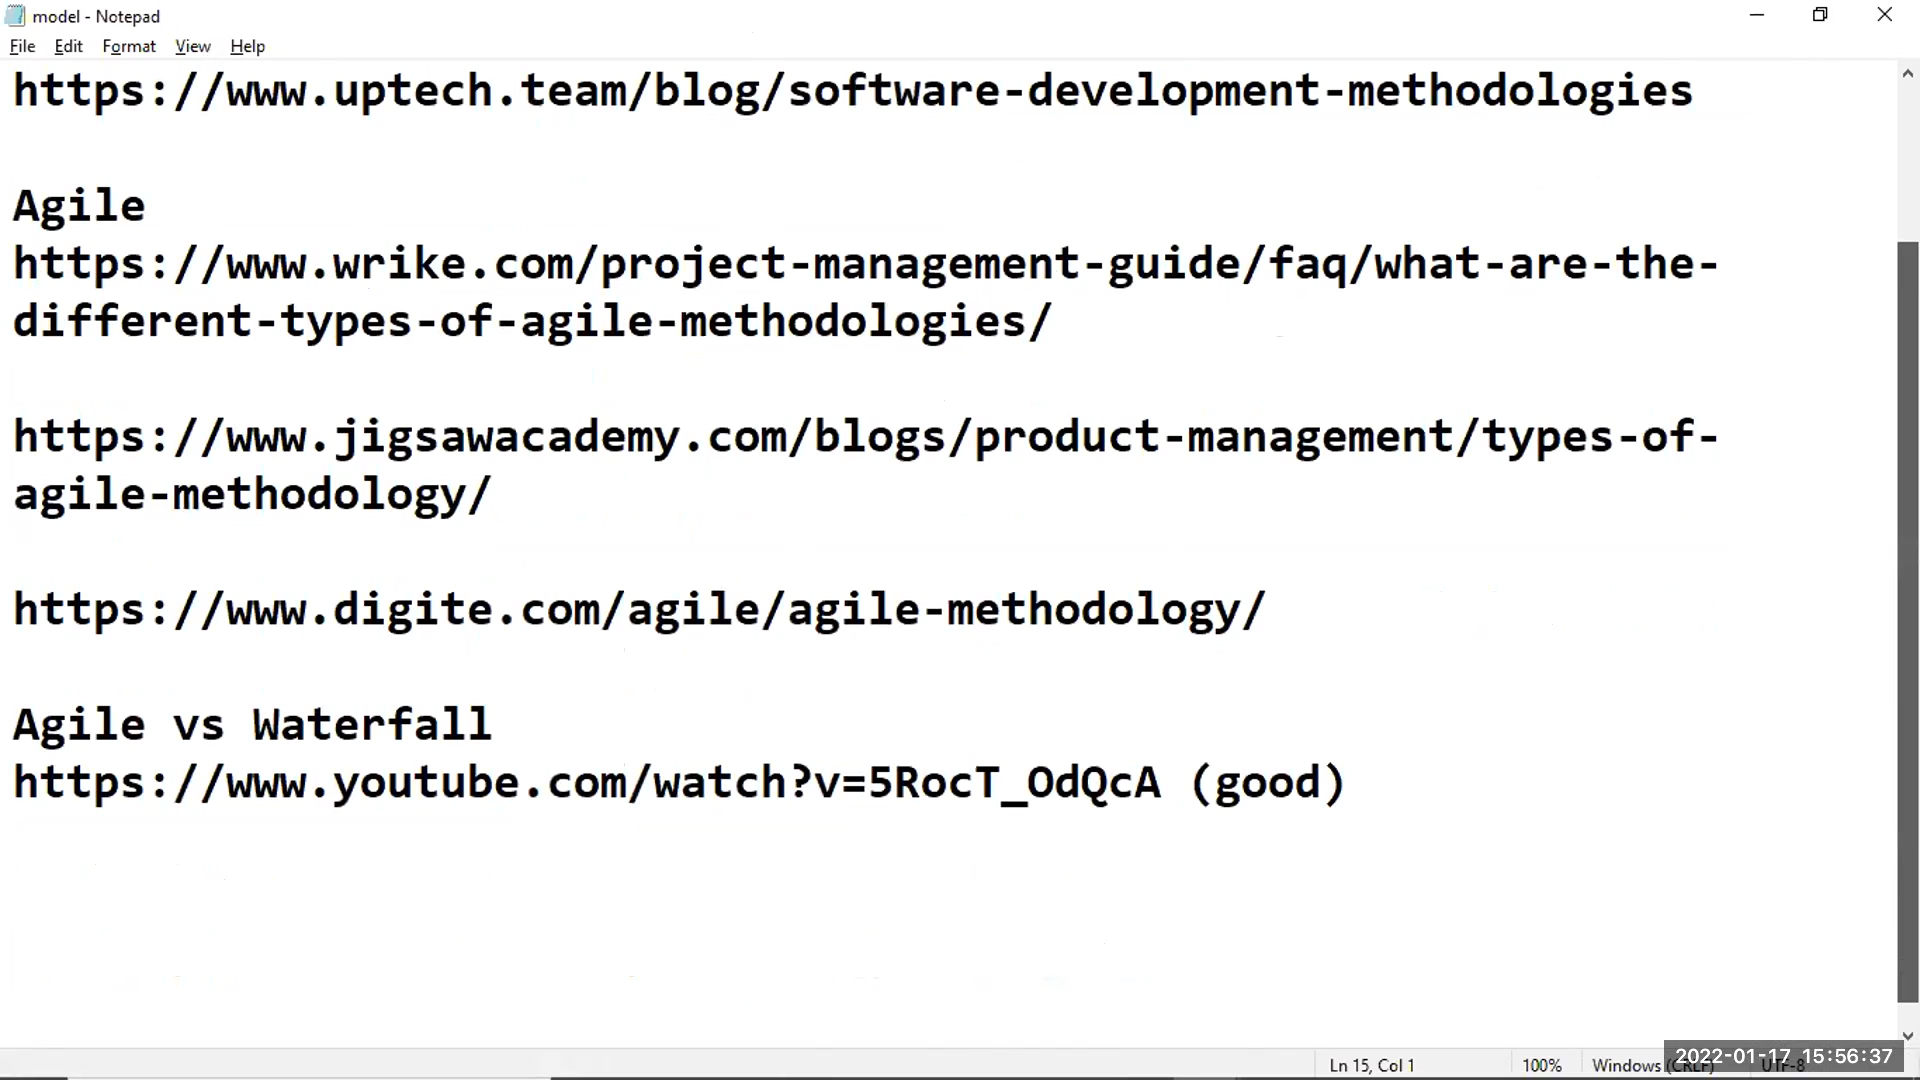 model - Notepad
File Edit Format View Help
https://www.uptech.team/blog/software-development-methodologies
Agile
https://www.wrike.com/project-management-guide/faq/what-are-the-
different-types-of-agile-methodologies/
https://www.jigsawacademy.com/blogs/product-management/types-of-
agile-methodology/
https://www.digite.com/agile/agile-methodology/
Agile vs Waterfall
https://www.youtube.com/watch?v=5RocT_OdQcA (good)
Ln 15, Col 1 100% Windows (CRLF) UTF-8
2022-01-17 15:56:37